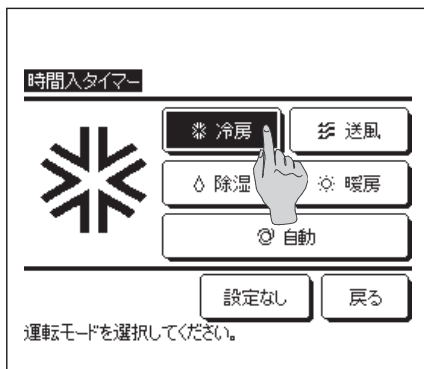 時間入タイマー
冷房 送風
除湿 暖房
自動
設定なし 戻る
運転モードを選択してください。